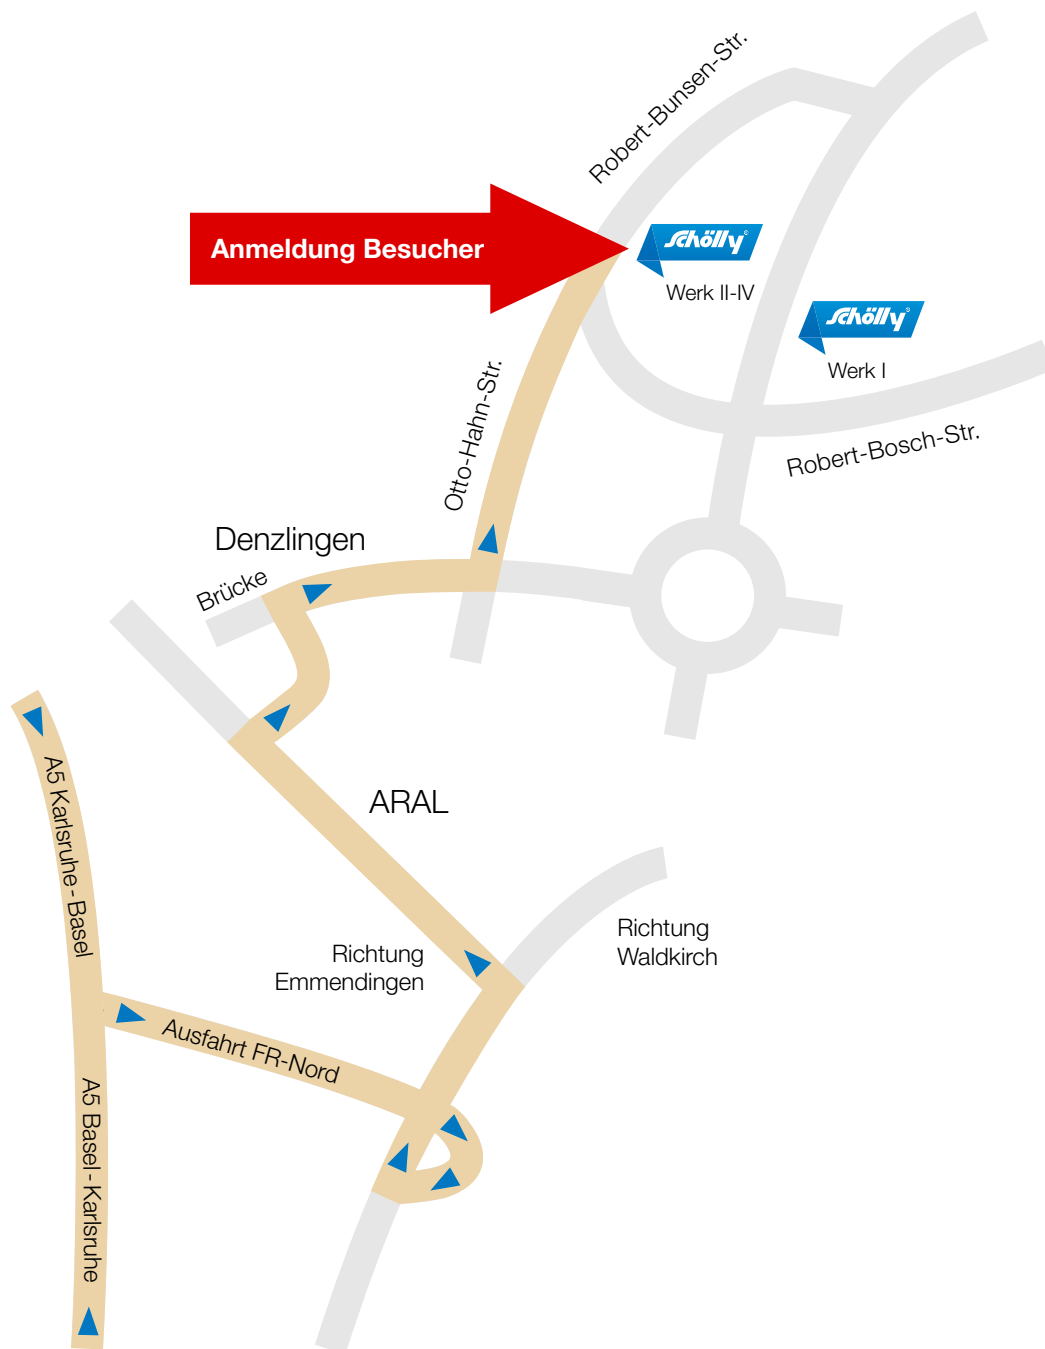 Robert-Bunsen-Str.
Anmeldung Besucher
Schölly®
Werk II-IV
Schölly®
Werk I
Otto-Hahn-Str.
Robert-Bosch-Str.
Denzlingen
Brücke
A5 Karlsruhe - Basel
ARAL
Richtung
Waldkirch
Richtung
Emmendingen
Ausfahrt FR-Nord
A5 Basel - Karlsruhe